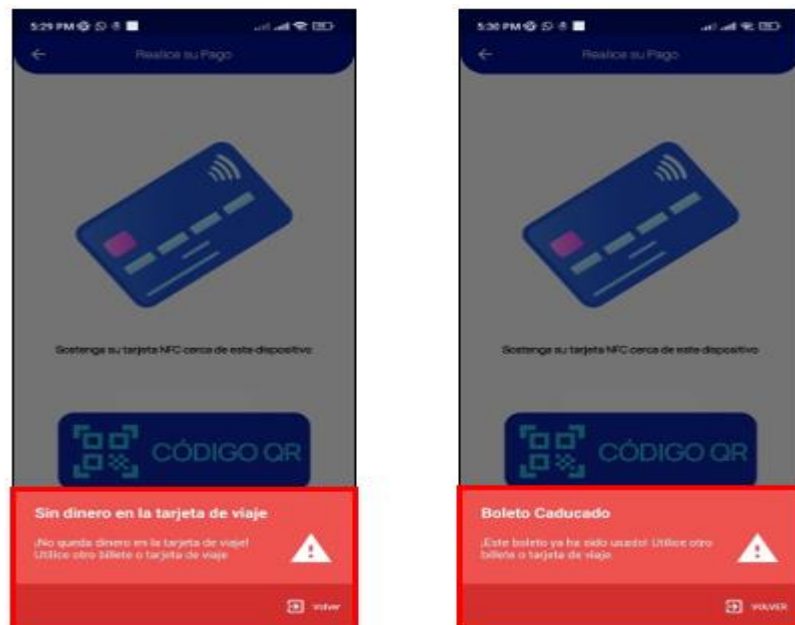 5:29 PM
Realice su Pago
Sostenga su tarjeta NFC cerca de este dispositivo
CÓDIGO QR
Sin dinero en la tarjeta de viaje
¡No queda dinero en la tarjeta de viaje!
Utilice otro billete o tarjeta de viaje
Volver
5:30 PM
Realice su Pago
Sostenga su tarjeta NFC cerca de este dispositivo
CÓDIGO QR
Boleto Caducado
¡Este boleto ya ha sido usado! Utilice otro
billete o tarjeta de viaje
VOLVER